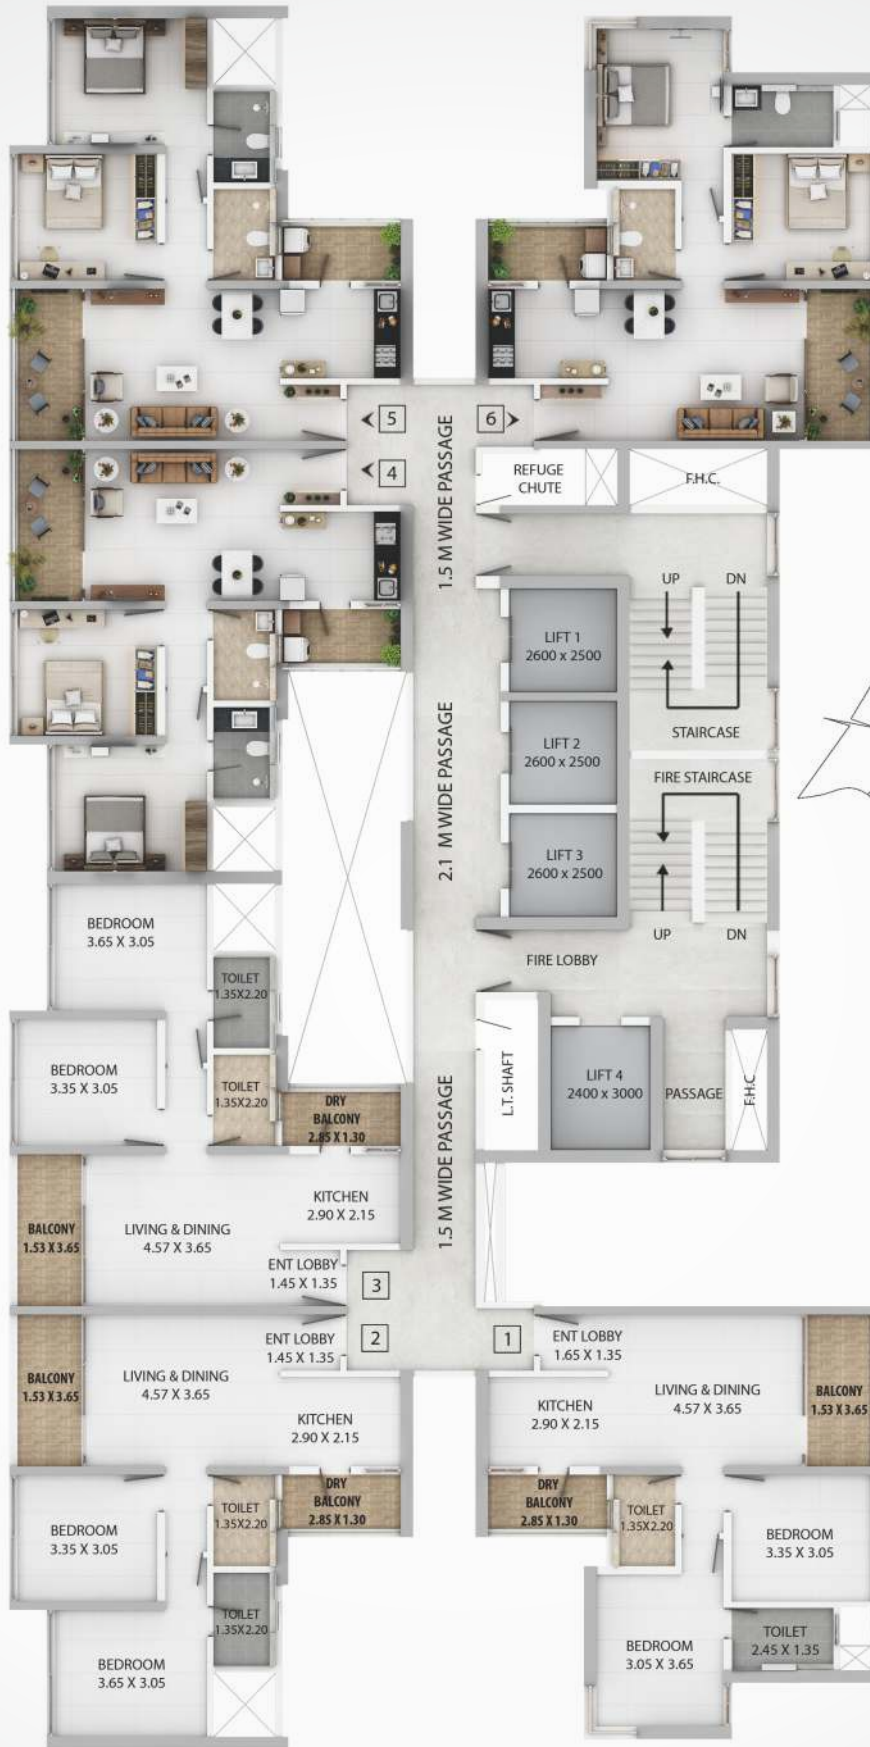 5
6
4
1.5 M WIDE PASSAGE
REFUGE
CHUTE
F.H.C.
UP
DN
LIFT 1
2600 x 2500
STAIRCASE
2.1 M WIDE PASSAGE
LIFT 2
2600 x 2500
FIRE STAIRCASE
LIFT 3
2600 x 2500
UP
DN
BEDROOM
3.65 X 3.05
FIRE LOBBY
TOILET
1.35X2.20
BEDROOM
3.35 X 3.05
TOILET
1.35X2.20
DRY
BALCONY
2.85 X 1.30
L.T. SHAFT
LIFT 4
2400 x 3000
PASSAGE
F.H.C
1.5 M WIDE PASSAGE
KITCHEN
2.90 X 2.15
BALCONY
1.53 X 3.65
LIVING & DINING
4.57 X 3.65
ENT LOBBY
1.45 X 1.35
3
2
1
ENT LOBBY
1.45 X 1.35
ENT LOBBY
1.65 X 1.35
BALCONY
1.53 X 3.65
LIVING & DINING
4.57 X 3.65
KITCHEN
2.90 X 2.15
KITCHEN
2.90 X 2.15
LIVING & DINING
4.57 X 3.65
BALCONY
1.53 X 3.65
DRY
BALCONY
2.85 X 1.30
DRY
BALCONY
2.85 X 1.30
TOILET
1.35X2.20
TOILET
1.35X2.20
BEDROOM
3.35 X 3.05
BEDROOM
3.35 X 3.05
TOILET
1.35X2.20
TOILET
2.45 X 1.35
BEDROOM
3.65 X 3.05
BEDROOM
3.05 X 3.65